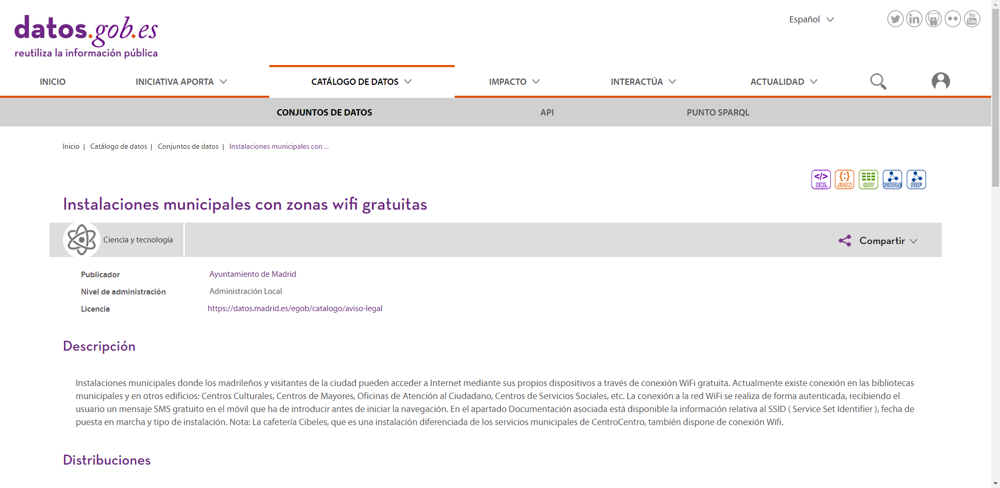 datos.gob.es
reutiliza la información pública
Español
You
Tube
INICIO
INICIATIVA APORTA
CATÁLOGO DE DATOS
IMPACTO
INTERACTÚA
ACTUALIDAD
CONJUNTOS DE DATOS
API
PUNTO SPARQL
Inicio | Catálogo de datos | Conjuntos de datos | Instalaciones municipales con ...
</> XML
{:} JSON
CSV
TURTLE
RDF
Instalaciones municipales con zonas wifi gratuitas
Ciencia y tecnología
Compartir
Publicador Ayuntamiento de Madrid
Nivel de administración Administración Local
Licencia https://datos.madrid.es/egob/catalogo/aviso-legal
Descripción
Instalaciones municipales donde los madrileños y visitantes de la ciudad pueden acceder a Internet mediante sus propios dispositivos a través de conexión WiFi gratuita. Actualmente existe conexión en las bibliotecas
municipales y en otros edificios: Centros Culturales, Centros de Mayores, Oficinas de Atención al Ciudadano, Centros de Servicios Sociales, etc. La conexión a la red WiFi se realiza de forma autenticada, recibiendo el
usuario un mensaje SMS gratuito en el móvil que ha de introducir antes de iniciar la navegación. En el apartado Documentación asociada está disponible la información relativa al SSID ( Service Set Identifier ), fecha de
puesta en marcha y tipo de instalación. Nota: La cafetería Cibeles, que es una instalación diferenciada de los servicios municipales de CentroCentro, también dispone de conexión Wifi.
Distribuciones